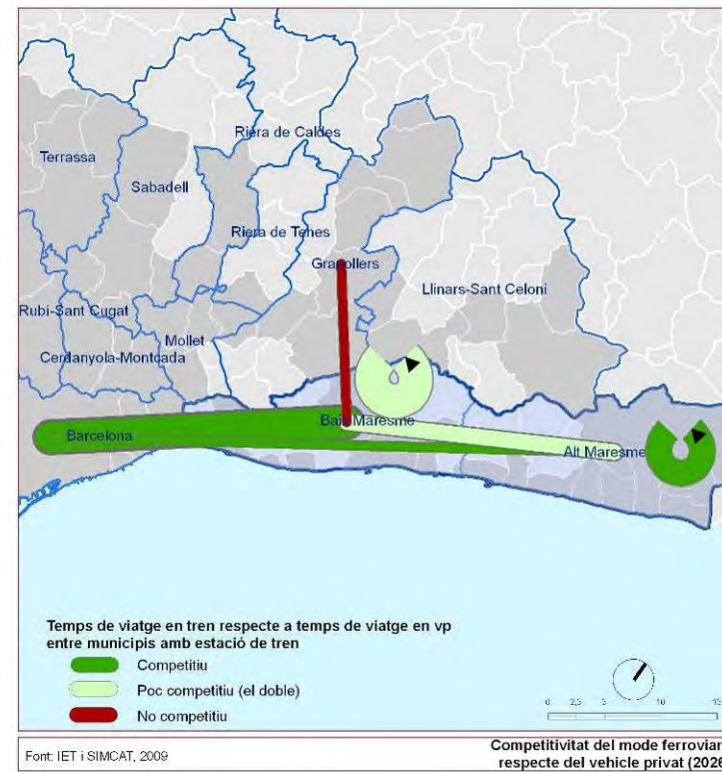 Riera de Caldes
Terrassa
Sabadell
Riera de Tenes
Granollers
Llinars-Sant Celoni
Rubí-Sant Cugat
Mollet
Cerdanyola-Montcada
Baix Maresme
Barcelona
Alt Maresme
Temps de viatge en tren respecte a temps de viatge en vp
entre municipis amb estació de tren
Competitiu
Poc competitiu (el doble)
No competitiu
0 2,5 5 10 15
Font: IET i SIMCAT, 2009
Competitivitat del mode ferroviari
respecte del vehicle privat (2026